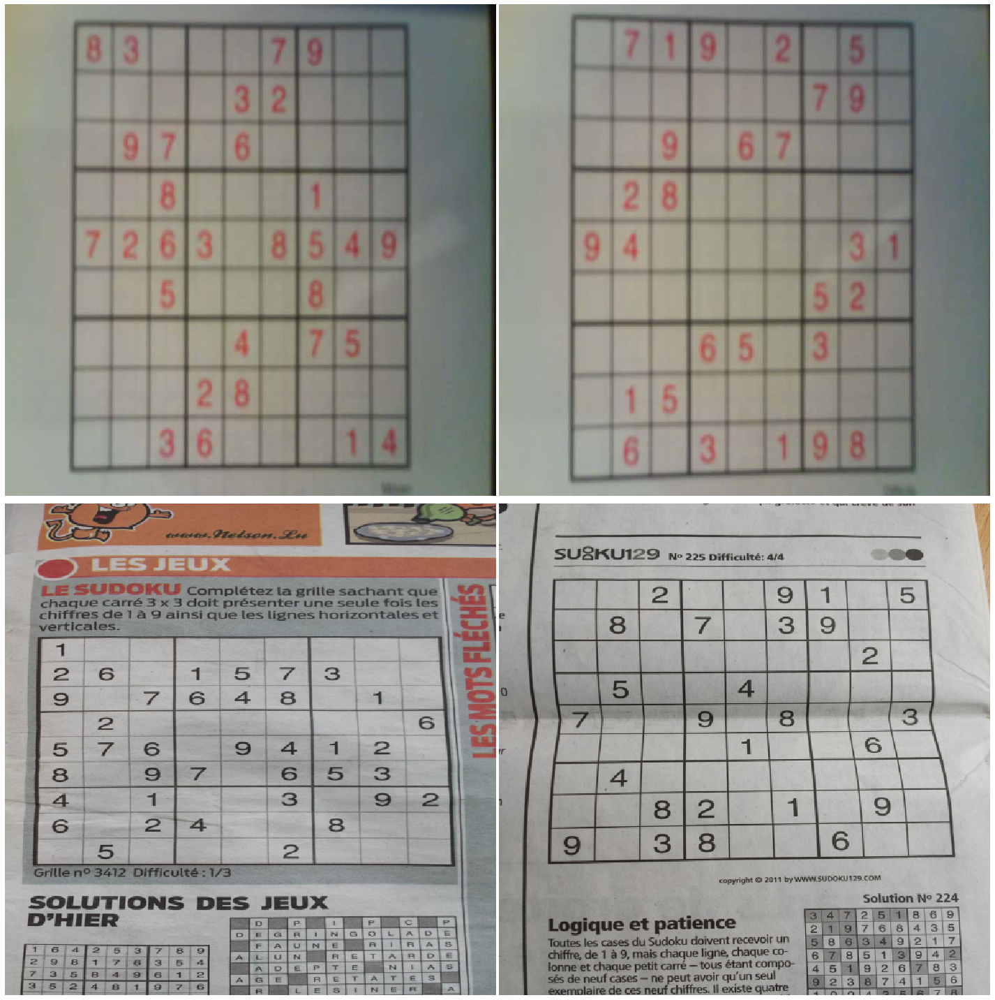 8 3 7 9
3 2
9 7 6
8 1
7 2 6 3 8 5 4 9
5 8
4 7 5
2 8
3 6 1 4
7 1 9 2 5
7 9
9 6 7
2 8
9 4 3 1
5 2
6 5 3
1 5
6 3 1 9 8
www.Nelson.Lu
LES JEUX
LE SUDOKU Complétez la grille sachant que
chaque carré 3 x 3 doit présenter une seule fois les
chiffres de 1 à 9 ainsi que les lignes horizontales et
verticales.
LES MOTS FLÉCHÉS
1
2 6 1 5 7 3
9 7 6 4 8 1
2 6
5 7 6 9 4 1 2
8 9 7 6 5 3
4 1 3 9 2
6 2 4 8
5 2
Grille nº 3412 Difficulté : 1/3
SOLUTIONS DES JEUX
D'HIER
1 6 4 2 5 3 7 8 9
2 9 8 1 7 6 3 5 4
7 3 5 8 4 9 6 1 2
3 5 2 4 8 1 9 7 6
D P I P C P
D E G R I N G O L A D E
F A U N E R I R A S
A L U N R E T A R D E
A D E P T E N I A S
A G E R E T A T E S
R L E S I N E R A
SUDOKU129 Nº 225 Difficulté: 4/4
2 9 1 5
8 7 3 9
2
5 4
7 9 8 3
1 6
4
8 2 1 9
9 3 8 6
copyright © 2011 by WWW.SUDOKU129.COM
Solution Nº 224
3 4 7 2 5 1 8 6 9
2 1 9 7 6 8 4 3 5
5 8 6 3 4 9 2 1 7
6 7 8 5 1 3 9 4 2
4 5 1 9 2 6 7 8 3
9 2 3 8 7 4 1 5 6
Logique et patience
Toutes les cases du Sudoku doivent recevoir un
chiffre, de 1 à 9, mais chaque ligne, chaque co-
lonne et chaque petit carré – tous étant compo-
sés de neuf cases – ne peut avoir qu'un seul
exemplaire de ces neuf chiffres. Il existe quatre